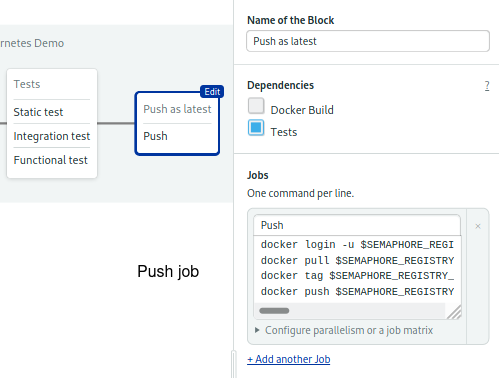 rnetes Demo
Tests
Static test
Integration test
Functional test
Edit
Push as latest
Push
Push job
Name of the Block
Push as latest
Dependencies
?
Docker Build
Tests
Jobs
One command per line.
Push
×
docker login -u $SEMAPHORE_REGI
docker pull $SEMAPHORE_REGISTRY
docker tag $SEMAPHORE_REGISTRY_
docker push $SEMAPHORE_REGISTRY
Configure parallelism or a job matrix
+ Add another Job